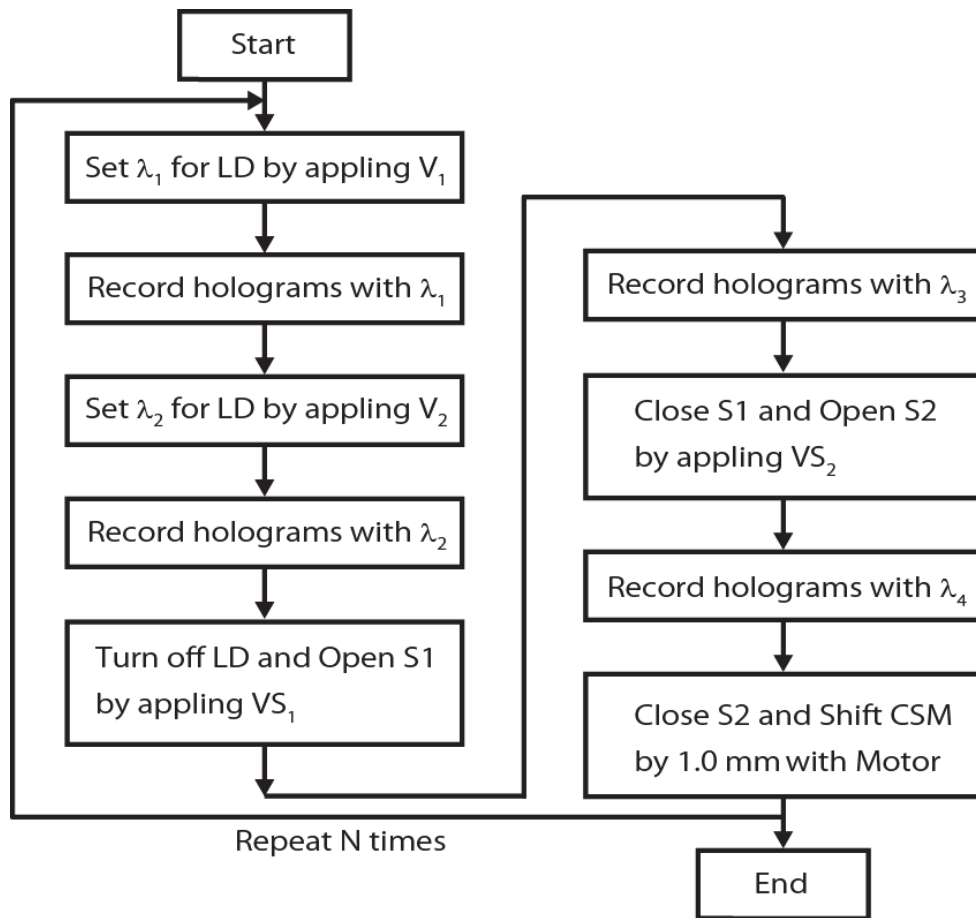 Start
Set λ₁ for LD by appling V₁
Record holograms with λ₁
Set λ₂ for LD by appling V₂
Record holograms with λ₂
Turn off LD and Open S1
by appling VS₁
Record holograms with λ₃
Close S1 and Open S2
by appling VS₂
Record holograms with λ₄
Close S2 and Shift CSM
by 1.0 mm with Motor
Repeat N times
End